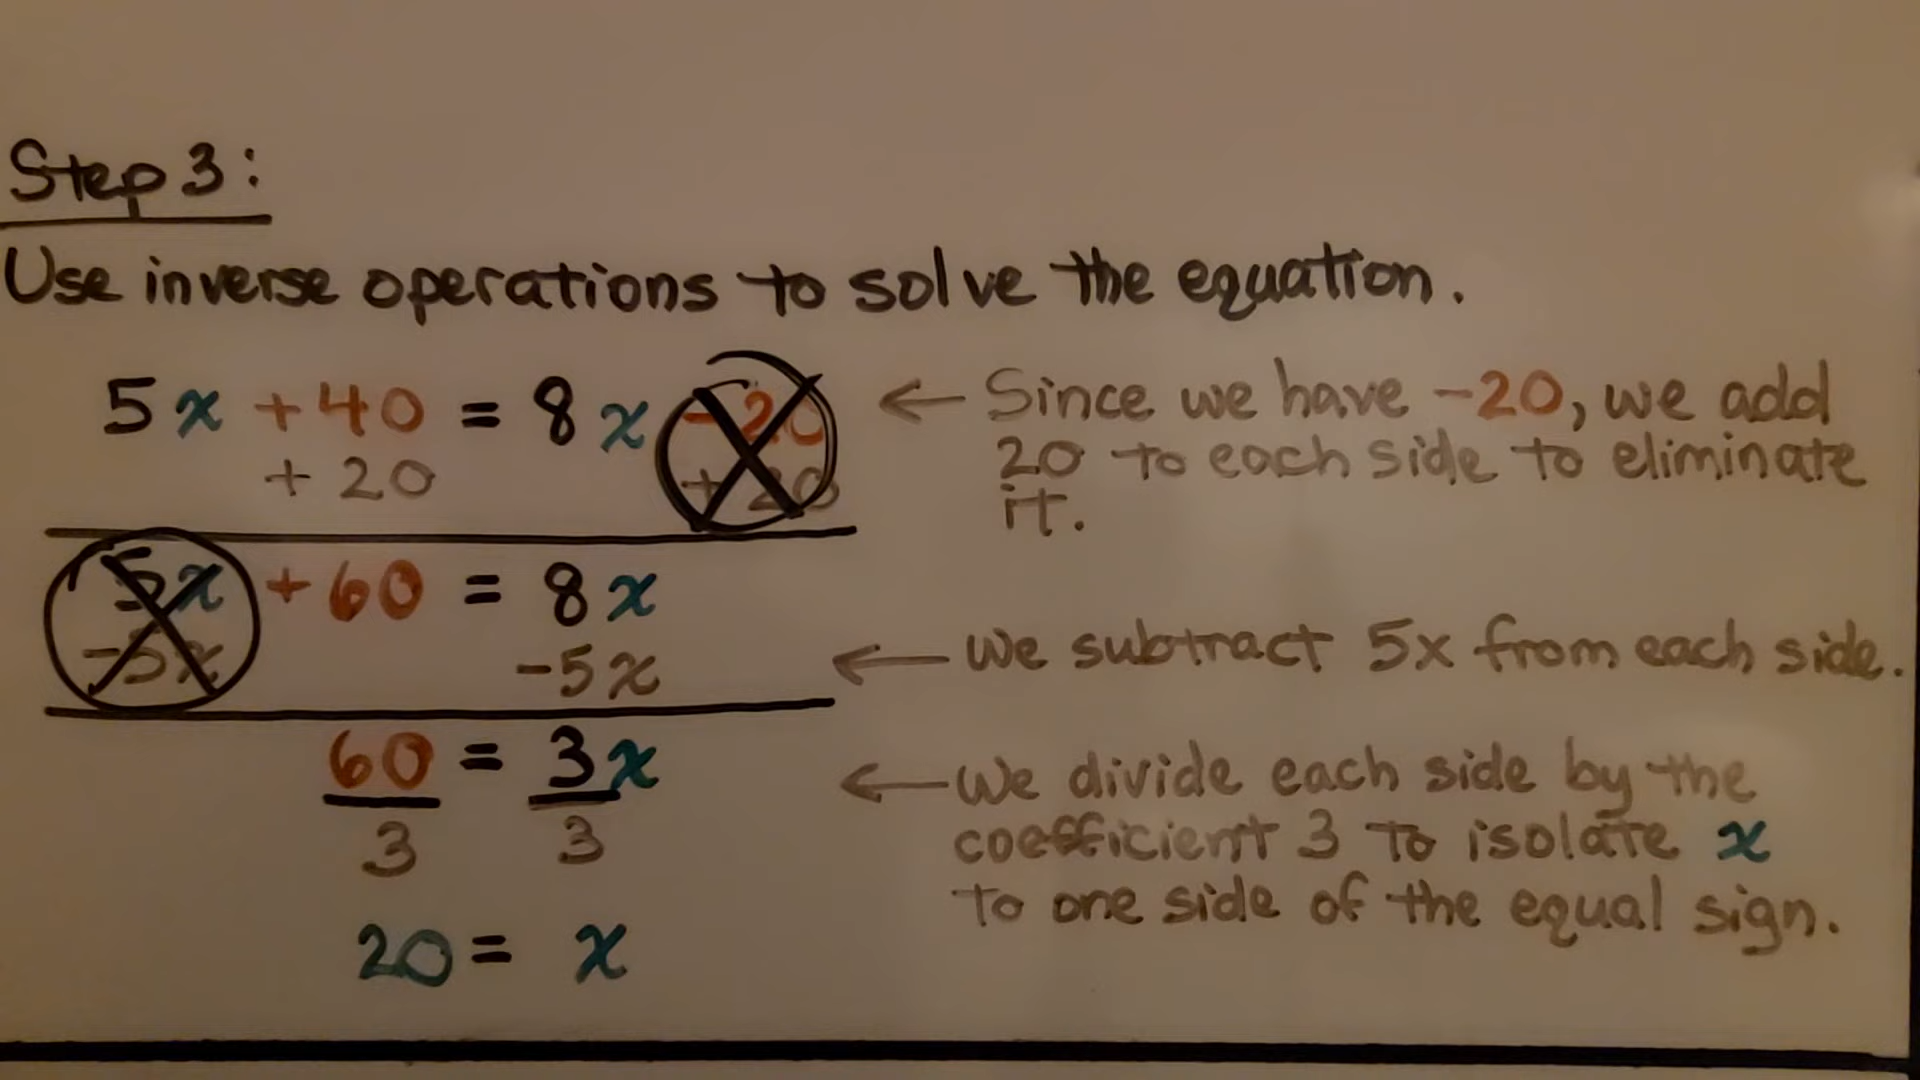 Step 3:
Use inverse operations to solve the equation.
5x + 40 = 8x - 20 ← Since we have -20, we add
+ 20 + 20 20 to each side to eliminate
it.
5x + 60 = 8x
-5x -5x ← We subtract 5x from each side.
60 = 3x ← We divide each side by the
3 3 coefficient 3 to isolate x
to one side of the equal sign.
20 = x